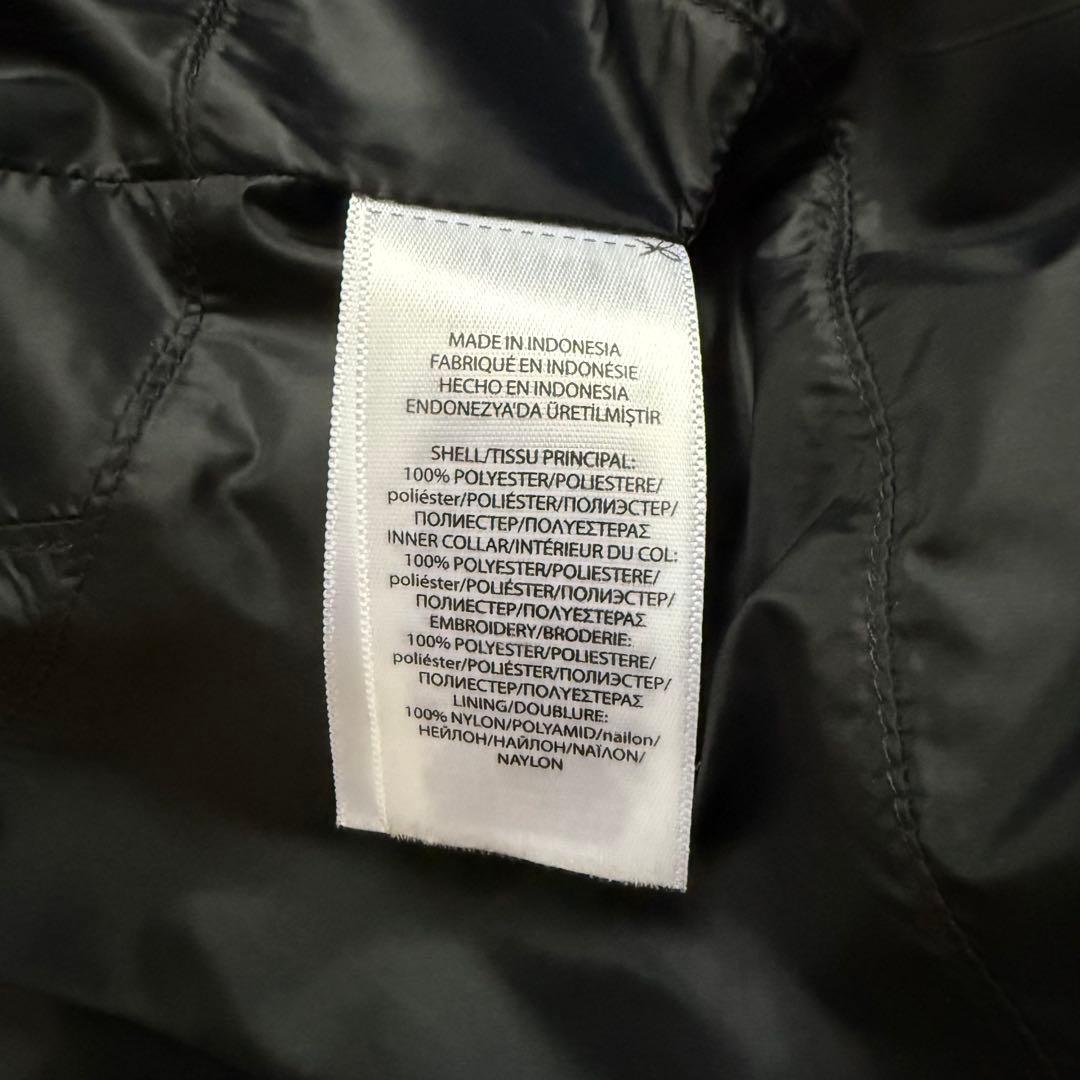 MADE IN INDONESIA
FABRIQUÉ EN INDONÉSIE
HECHO EN INDONESIA
ENDONEZYA'DA ÜRETİLMİŞTİR
SHELL/TISSU PRINCIPAL:
100% POLYESTER/POLIESTERE/
poliéster/POLIÉSTER/ПОЛИЭСТЕР/
ПОЛИЕСТЕР/ΠΟΛΥΕΣΤΕΡΑΣ
INNER COLLAR/INTÉRIEUR DU COL:
100% POLYESTER/POLIESTERE/
poliéster/POLIÉSTER/ПОЛИЭСТЕР/
ПОЛИЕСТЕР/ΠΟΛΥΕΣΤΕΡΑΣ
EMBROIDERY/BRODERIE:
100% POLYESTER/POLIESTERE/
poliéster/POLIÉSTER/ПОЛИЭСТЕР/
ПОЛИЕСТЕР/ΠΟΛΥΕΣΤΕΡΑΣ
LINING/DOUBLURE:
100% NYLON/POLYAMID/nailon/
НЕЙЛОН/НАЙЛОН/ΝΑΪΛΟΝ/
NAYLON